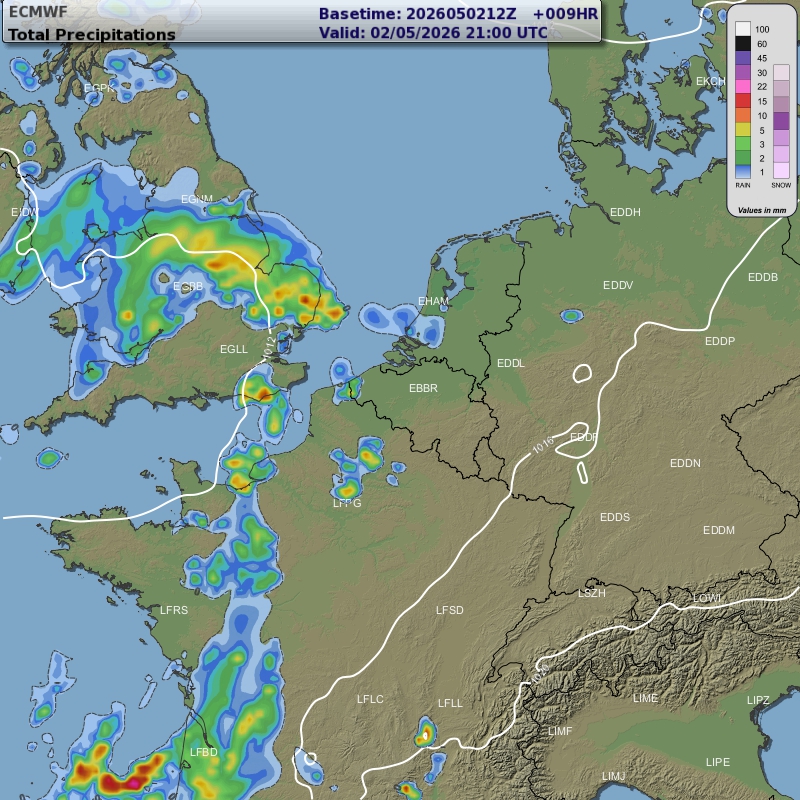 ECMWF
Basetime: 2026050212Z +009HR
Total Precipitations
Valid: 02/05/2026 21:00 UTC
100
60
45
30
22
15
10
5
3
2
1
RAIN
SNOW
Values in mm
EKCH
EGPK
EIDW
EGNM
EDDH
EGBB
EHAM
EDDV
EDDB
EGLL
1012
EDDP
EDDL
EBBR
1016
EDDF
EDDN
LFPG
EDDS
EDDM
LFRS
LFSD
LSZH
LOWI
LFLC
LFLL
LIME
LIPZ
LIMF
LFBD
LIPE
LIMJ